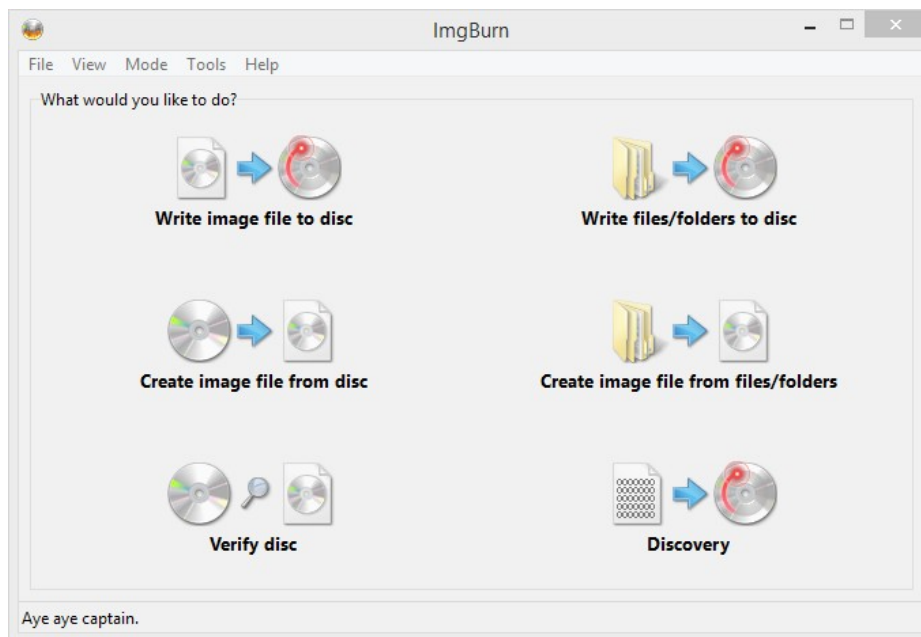 ImgBurn
File View Mode Tools Help
What would you like to do?
Write image file to disc
Write files/folders to disc
Create image file from disc
Create image file from files/folders
Verify disc
Discovery
Aye aye captain.